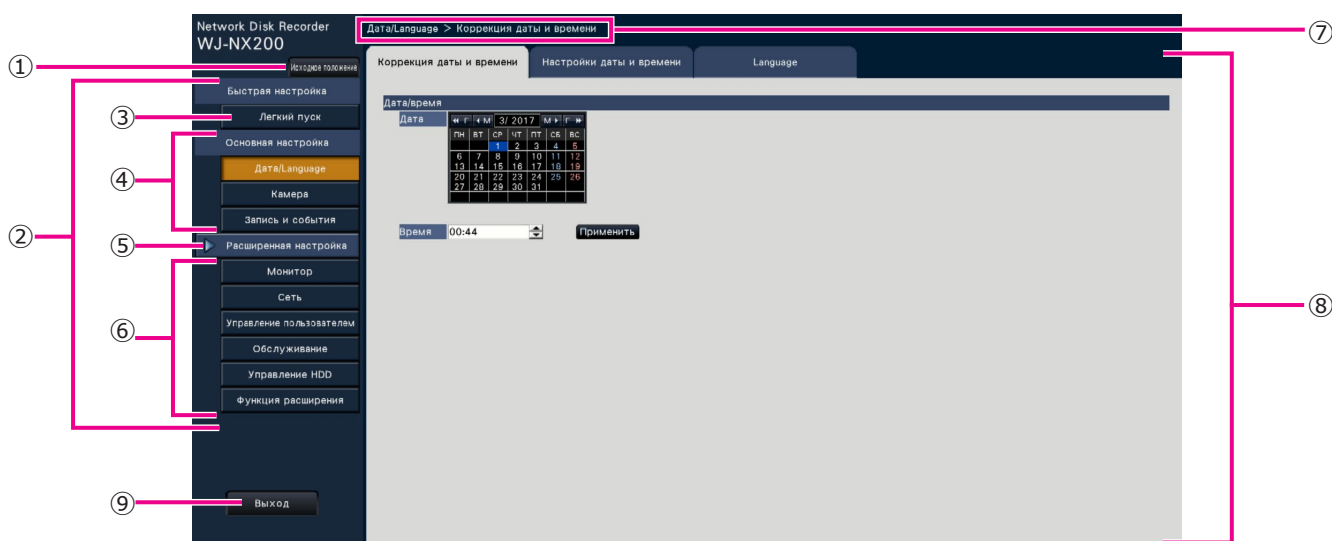 Network Disk Recorder
WJ-NX200
Дата/Language > Коррекция даты и времени
⑦
①
Исходное положение
Коррекция даты и времени Настройки даты и времени Language
⑧
②
Быстрая настройка
③
Легкий пуск
④
Основная настройка
Дата/Language
Камера
Запись и события
⑤
Расширенная настройка
⑥
Монитор
Сеть
Управление пользователем
Обслуживание
Управление HDD
Функция расширения
⑨
Выход
Дата/время
Дата
Г М 3/ 2017 М Г
ПН ВТ СР ЧТ ПТ СБ ВС
1 2 3 4 5
6 7 8 9 10 11 12
13 14 15 16 17 18 19
20 21 22 23 24 25 26
27 28 29 30 31
Время 00:44 Применить